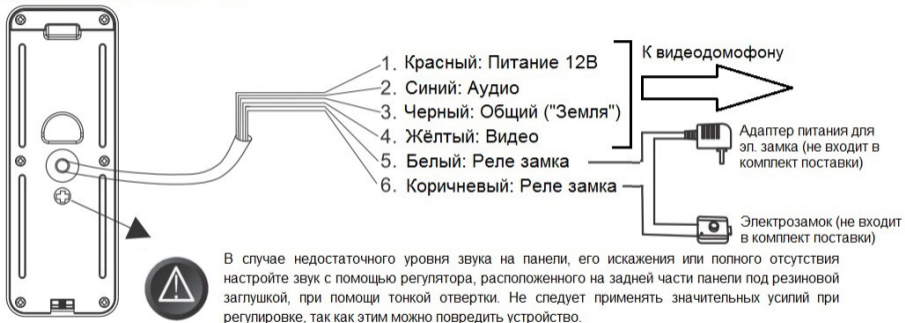 1. Красный: Питание 12В
2. Синий: Аудио
3. Черный: Общий ("Земля")
4. Жёлтый: Видео
5. Белый: Реле замка
6. Коричневый: Реле замка
К видеодомофону
Адаптер питания для
эл. замка (не входит в
комплект поставки)
Электрозамок (не входит
в комплект поставки)
В случае недостаточного уровня звука на панели, его искажения или полного отсутствия
настройте звук с помощью регулятора, расположенного на задней части панели под резиновой
заглушкой, при помощи тонкой отвертки. Не следует применять значительных усилий при
регулировке, так как этим можно повредить устройство.